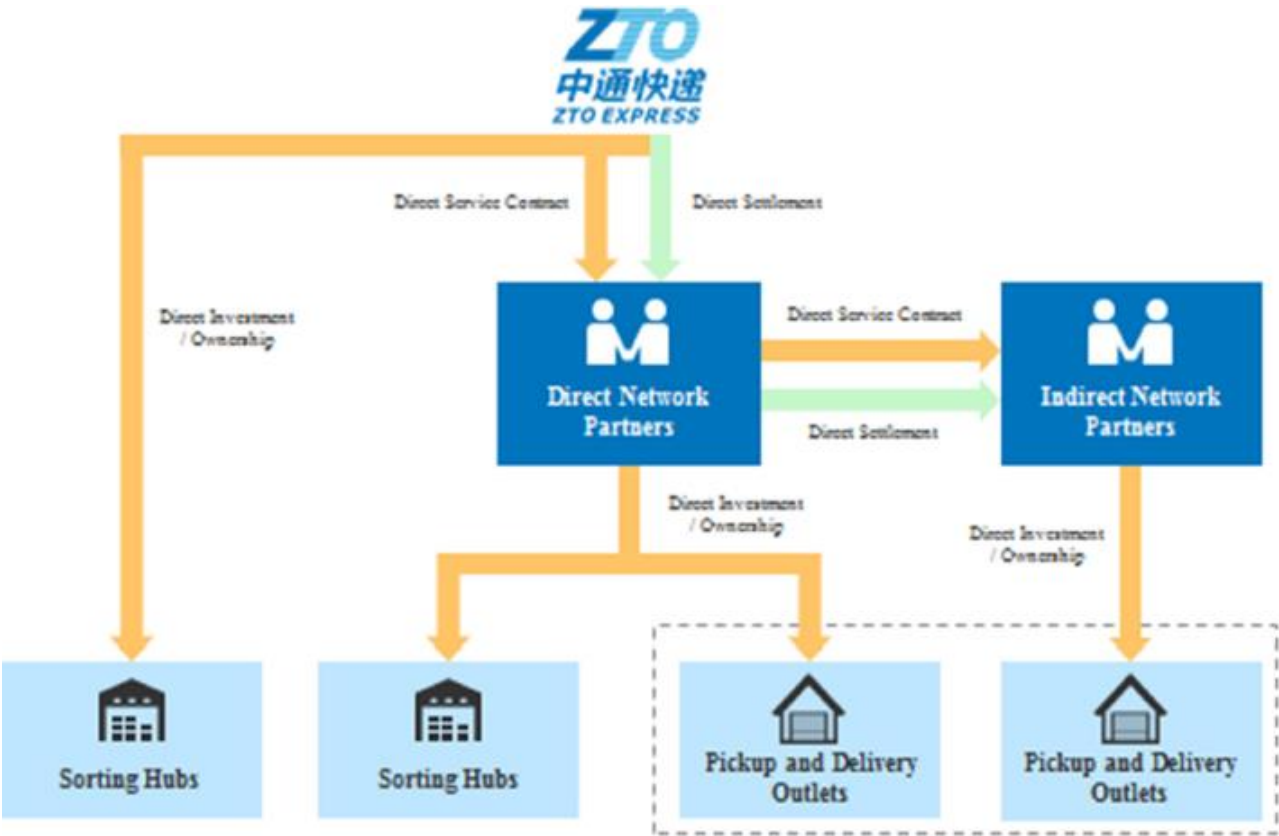 ZTO
中通快递
ZTO EXPRESS
Direct Service Contract
Direct Settlement
Direct Investment
/ Ownership
Direct Service Contract
Direct Network
Partners
Indirect Network
Partners
Direct Settlement
Direct Investment
/ Ownership
Direct Investment
/ Ownership
Sorting Hubs
Sorting Hubs
Pickup and Delivery
Outlets
Pickup and Delivery
Outlets